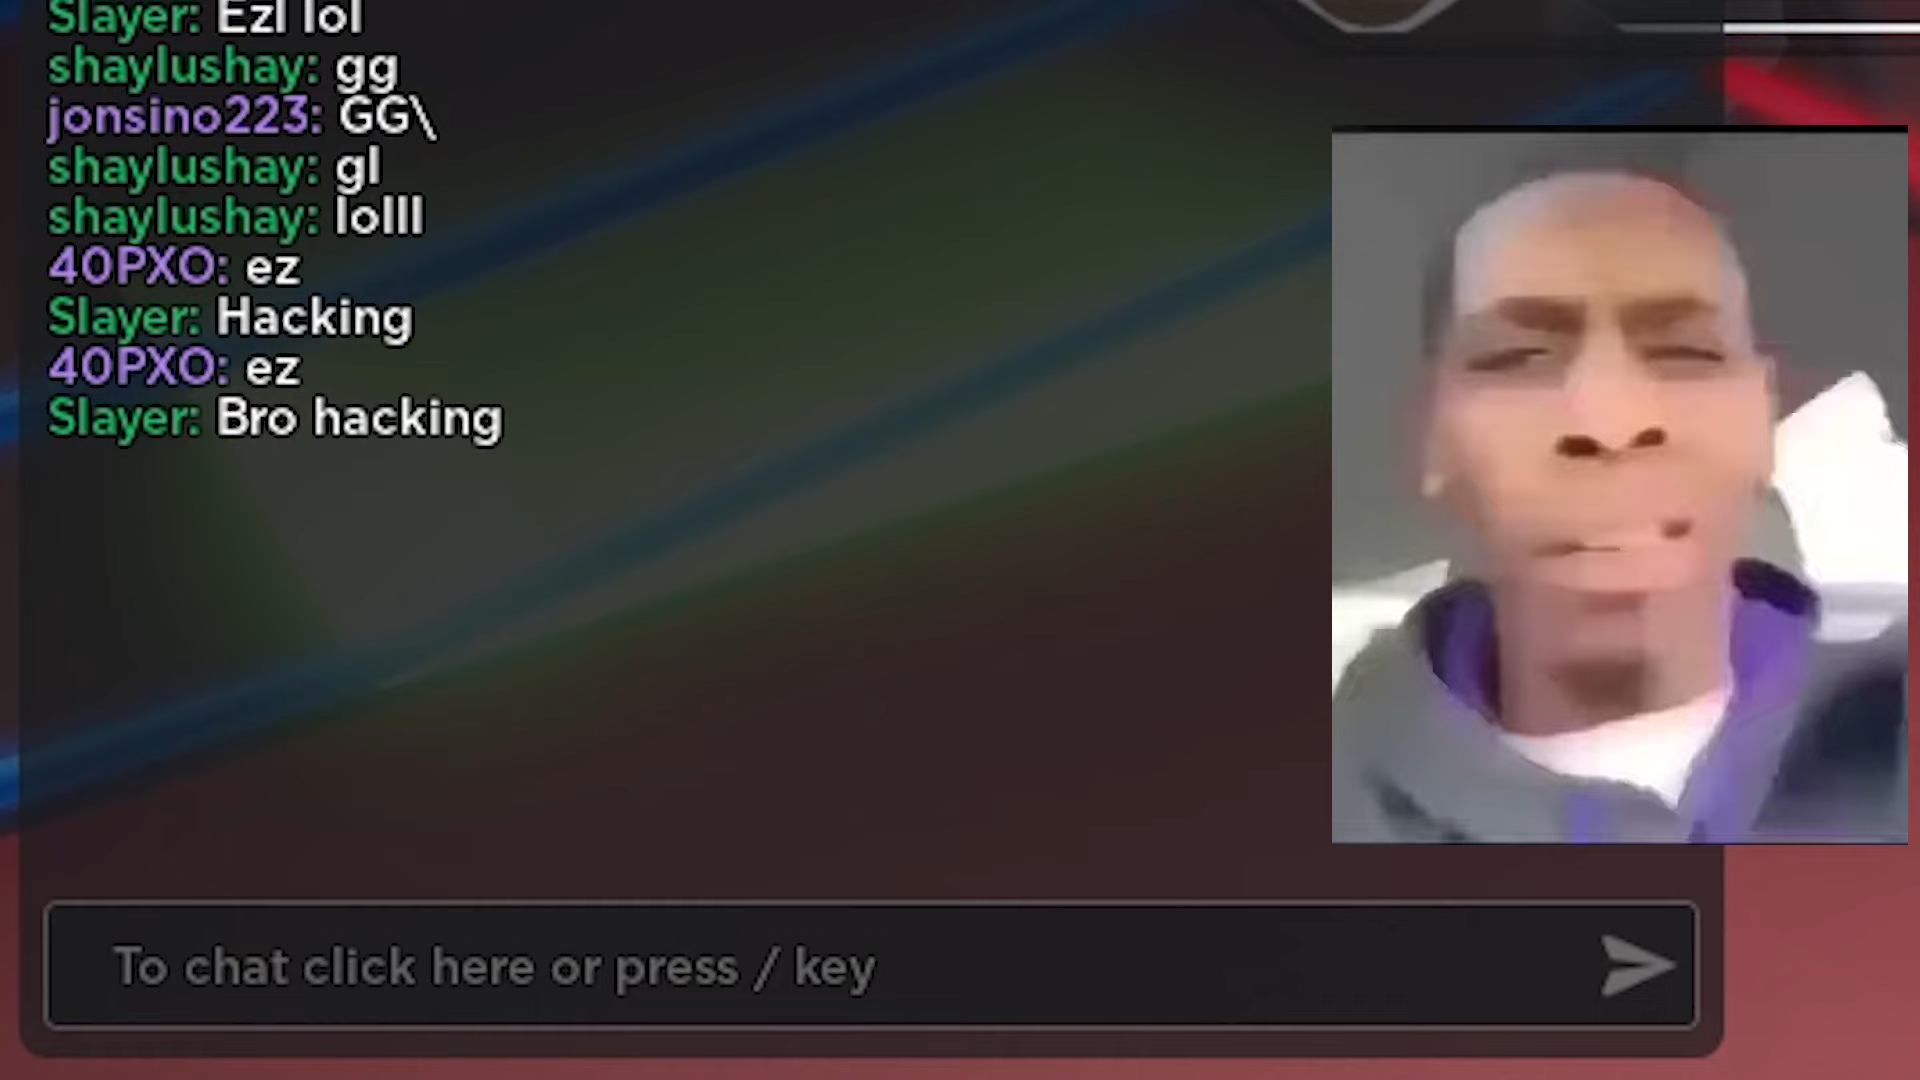 Slayer: Ezl lol
shaylushay: gg
jonsino223: GG\
shaylushay: gl
shaylushay: lolll
40PXO: ez
Slayer: Hacking
40PXO: ez
Slayer: Bro hacking
To chat click here or press / key